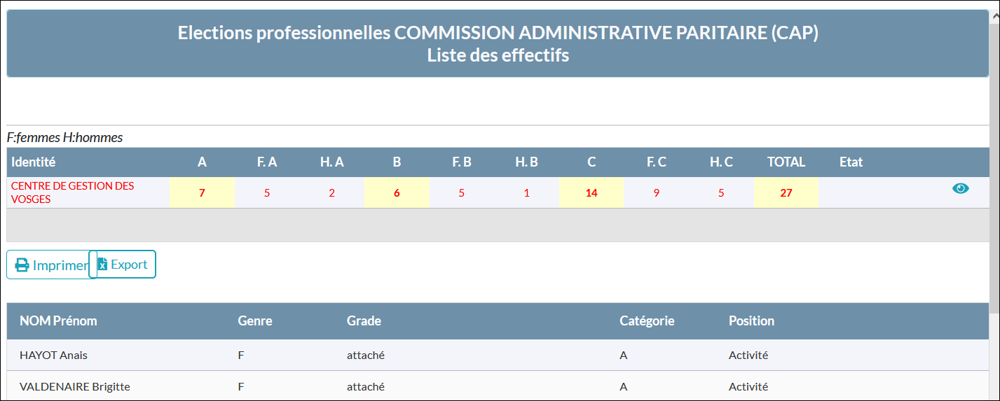 Elections professionnelles COMMISSION ADMINISTRATIVE PARITAIRE (CAP)
Liste des effectifs
F:femmes H:hommes
Identité A F. A H. A B F. B H. B C F. C H. C TOTAL Etat
CENTRE DE GESTION DES
VOSGES 7 5 2 6 5 1 14 9 5 27
Imprimer Export
NOM Prénom Genre Grade Catégorie Position
HAYOT Anais F attaché A Activité
VALDENAIRE Brigitte F attaché A Activité